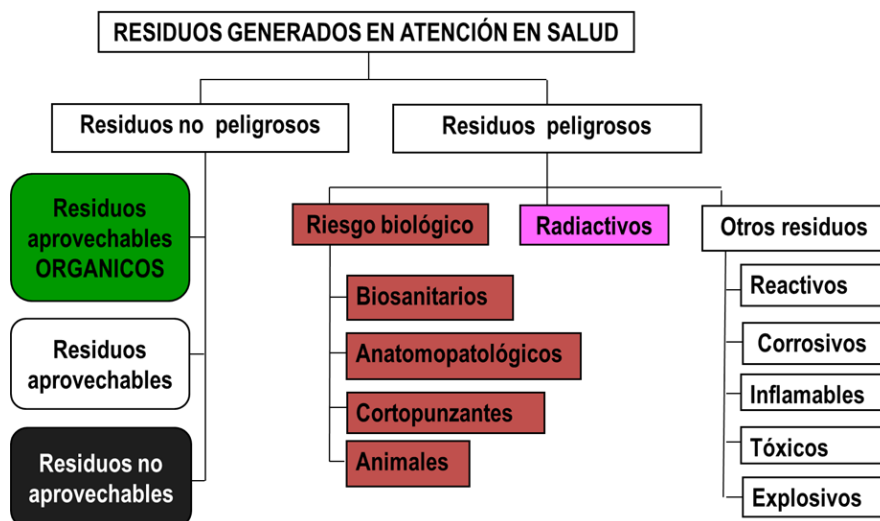 RESIDUOS GENERADOS EN ATENCIÓN EN SALUD
Residuos no peligrosos
Residuos peligrosos
Residuos
aprovechables
ORGANICOS
Residuos
aprovechables
Residuos no
aprovechables
Riesgo biológico
Biosanitarios
Anatomopatológicos
Cortopunzantes
Animales
Radiactivos
Otros residuos
Reactivos
Corrosivos
Inflamables
Tóxicos
Explosivos